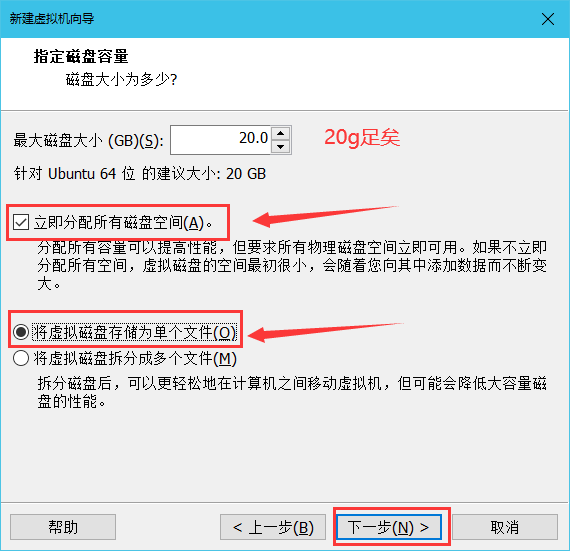 新建虚拟机向导
指定磁盘容量
磁盘大小为多少?
最大磁盘大小 (GB)(S): 20.0 20g足矣
针对 Ubuntu 64 位 的建议大小: 20 GB
立即分配所有磁盘空间(A)。
分配所有容量可以提高性能，但要求所有物理磁盘空间立即可用。如果不立即
分配所有空间，虚拟磁盘的空间最初很小，会随着您向其中添加数据而不断变
大。
将虚拟磁盘存储为单个文件(O)
将虚拟磁盘拆分成多个文件(M)
拆分磁盘后，可以更轻松地在计算机之间移动虚拟机，但可能会降低大容量磁
盘的性能。
帮助 < 上一步(B) 下一步(N) > 取消